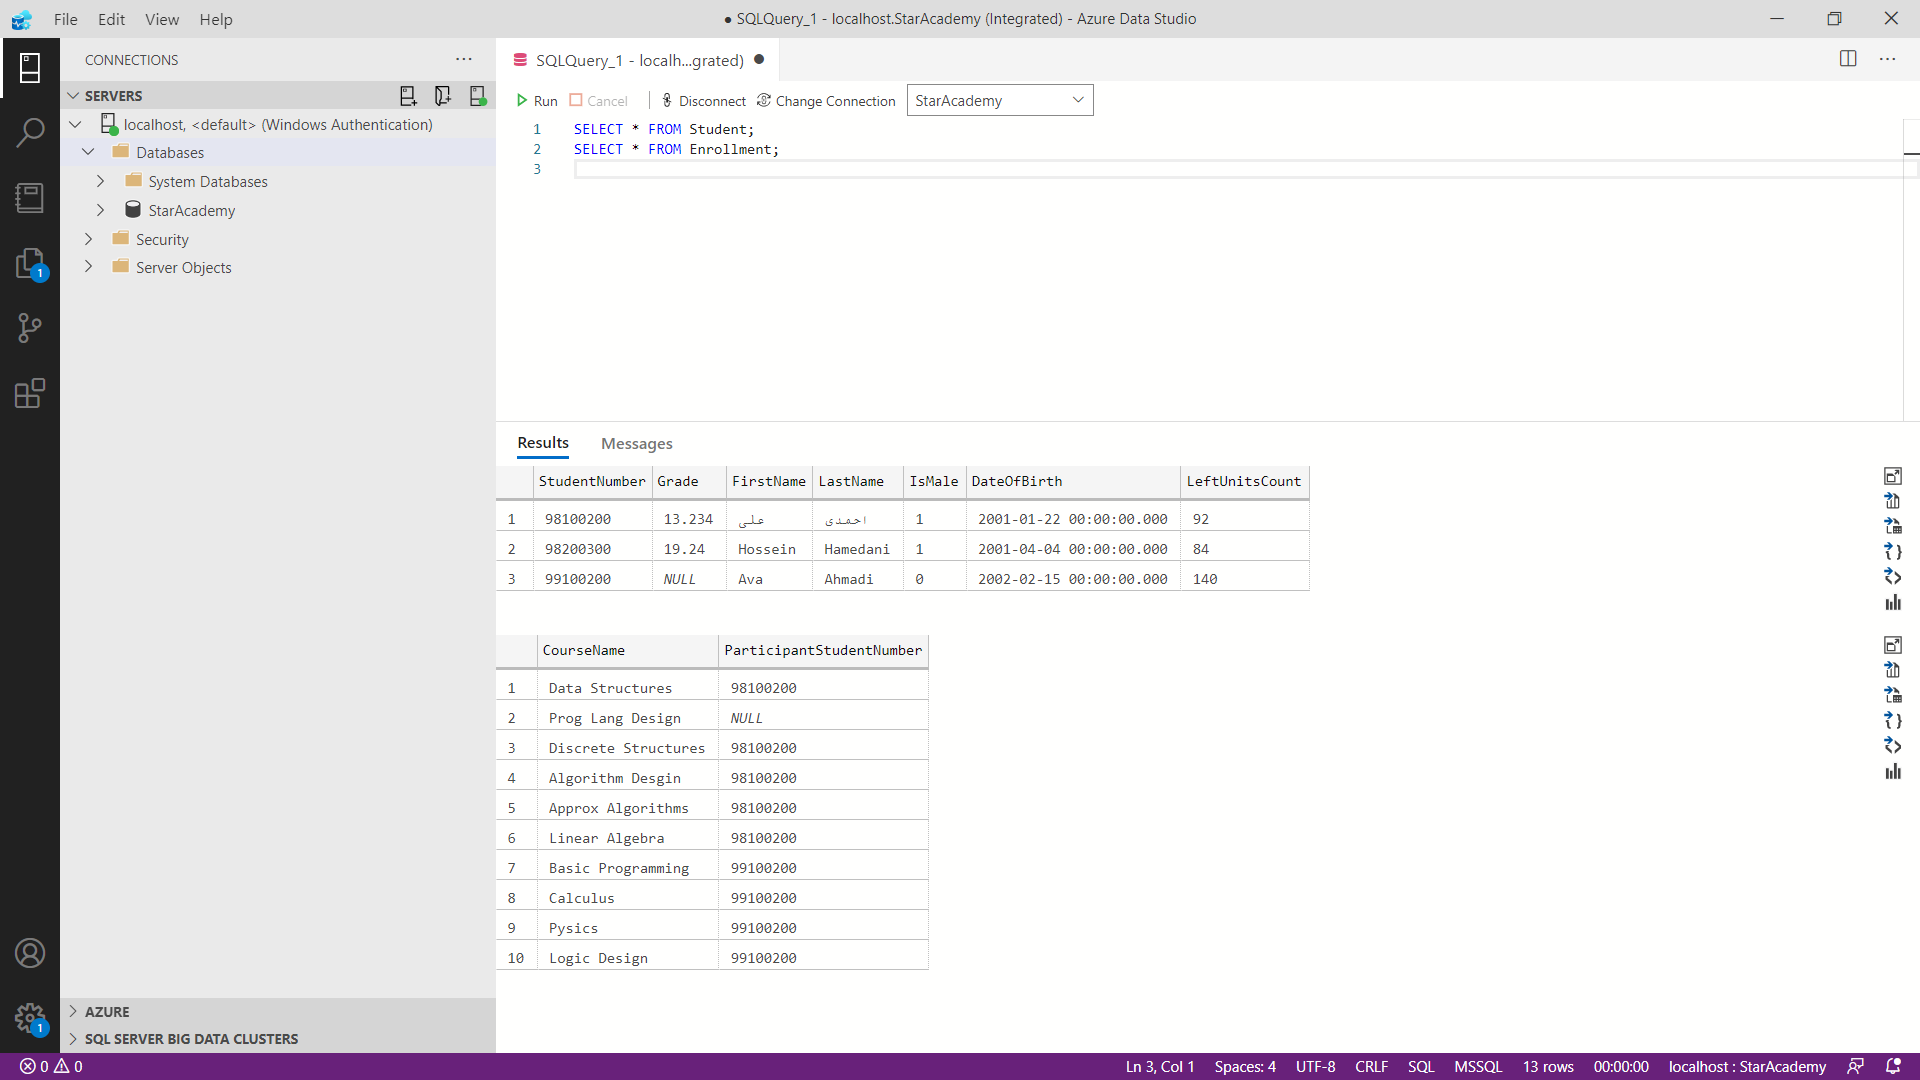 File Edit View Help
● SQLQuery_1 - localhost.StarAcademy (Integrated) - Azure Data Studio
CONNECTIONS
SERVERS
localhost, <default> (Windows Authentication)
Databases
System Databases
StarAcademy
Security
Server Objects
AZURE
SQL SERVER BIG DATA CLUSTERS
1
1
SQLQuery_1 - localh...grated) ●
Run Cancel Disconnect Change Connection StarAcademy
1 SELECT * FROM Student;
2 SELECT * FROM Enrollment;
3
Results Messages
StudentNumber Grade FirstName LastName IsMale DateOfBirth LeftUnitsCount
1 98100200 13.234 علی احمدی 1 2001-01-22 00:00:00.000 92
2 98200300 19.24 Hossein Hamedani 1 2001-04-04 00:00:00.000 84
3 99100200 NULL Ava Ahmadi 0 2002-02-15 00:00:00.000 140
CourseName ParticipantStudentNumber
1 Data Structures 98100200
2 Prog Lang Design NULL
3 Discrete Structures 98100200
4 Algorithm Desgin 98100200
5 Approx Algorithms 98100200
6 Linear Algebra 98100200
7 Basic Programming 99100200
8 Calculus 99100200
9 Pysics 99100200
10 Logic Design 99100200
0 0 Ln 3, Col 1 Spaces: 4 UTF-8 CRLF SQL MSSQL 13 rows 00:00:00 localhost : StarAcademy